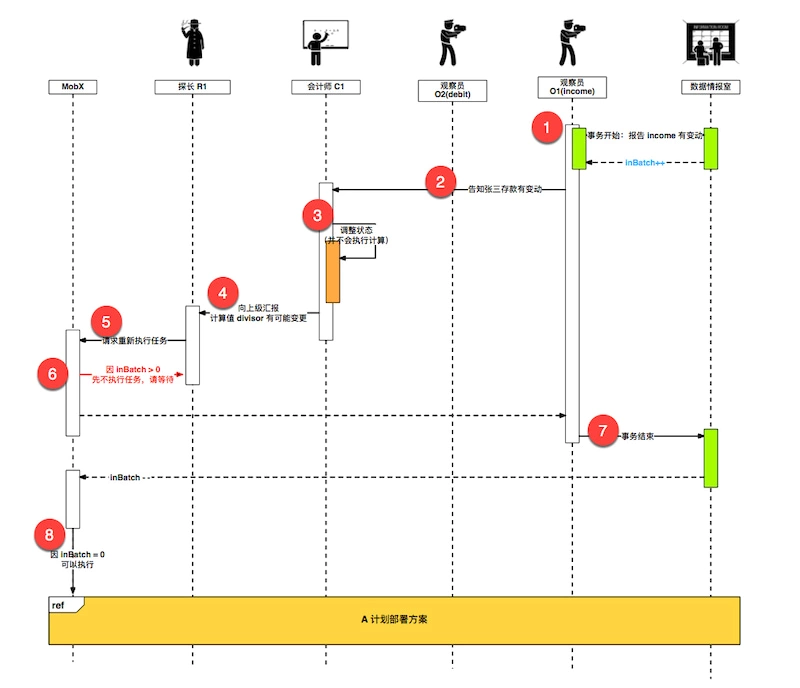 MobX
探长 R1
会计师 C1
观察员
O2(debit)
观察员
O1(income)
数据情报室
1
事务开始：报告 income 有变动
inBatch++
2
告知张三存款有变动
3
调整状态
(并不会执行计算)
4
向上级汇报
计算值 divisor 有可能变更
5
请求重新执行任务
6
因 inBatch > 0
先不执行任务，请等待
7
事务结束
inBatch --
8
因 inBatch = 0
可以执行
ref
A 计划部署方案